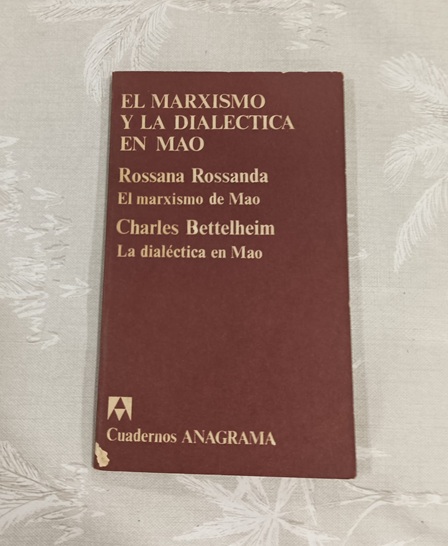 EL MARXISMO
Y LA DIALECTICA
EN MAO
Rossana Rossanda
El marxismo de Mao
Charles Bettelheim
La dialéctica en Mao
Cuadernos ANAGRAMA